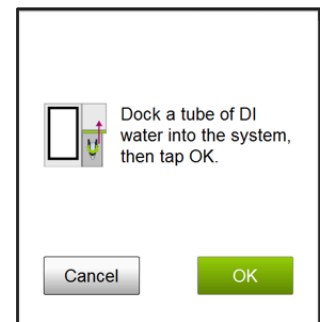 Dock a tube of DI
water into the system,
then tap OK.
Cancel
OK